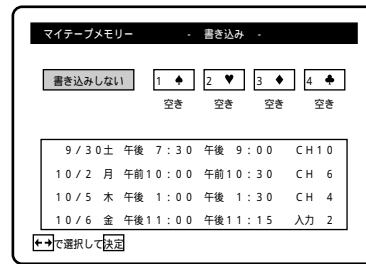 マイテープメモリー - 書き込み -
書き込みしない 1 ♠ 2 ♥ 3 ♦ 4 ♣
空き 空き 空き 空き
9/30土 午後 7:30 午後 9:00 CH10
10/2 月 午前10:00 午前10:30 CH 6
10/5 木 午後 1:00 午後 1:30 CH 4
10/6 金 午後11:00 午後11:15 入力 2
←→で選択して決定